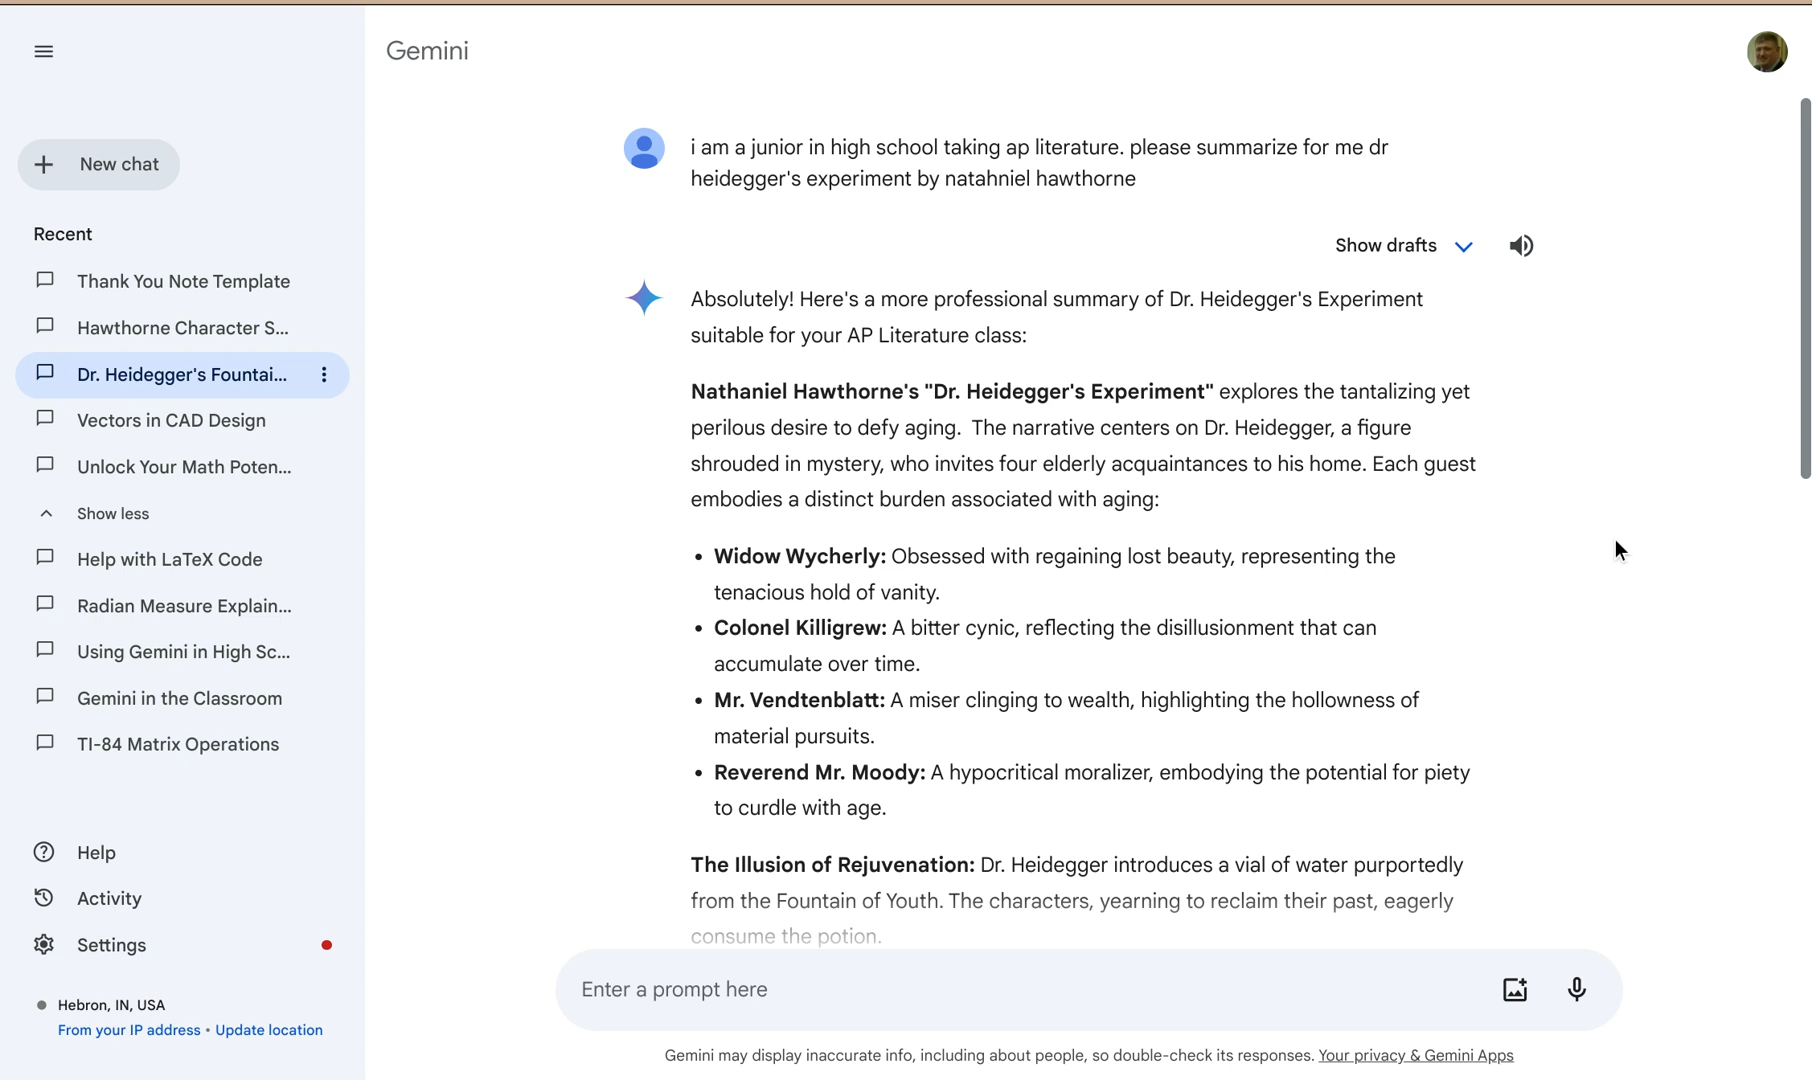 Gemini
New chat
Recent
Thank You Note Template
Hawthorne Character S...
Dr. Heidegger's Fountai...
Vectors in CAD Design
Unlock Your Math Poten...
Show less
Help with LaTeX Code
Radian Measure Explain...
Using Gemini in High Sc...
Gemini in the Classroom
TI-84 Matrix Operations
Help
Activity
Settings
Hebron, IN, USA
From your IP address • Update location
i am a junior in high school taking ap literature. please summarize for me dr
heidegger's experiment by natahniel hawthorne
Show drafts
Absolutely! Here's a more professional summary of Dr. Heidegger's Experiment
suitable for your AP Literature class:
Nathaniel Hawthorne's "Dr. Heidegger's Experiment" explores the tantalizing yet
perilous desire to defy aging. The narrative centers on Dr. Heidegger, a figure
shrouded in mystery, who invites four elderly acquaintances to his home. Each guest
embodies a distinct burden associated with aging:
• Widow Wycherly: Obsessed with regaining lost beauty, representing the
tenacious hold of vanity.
• Colonel Killigrew: A bitter cynic, reflecting the disillusionment that can
accumulate over time.
• Mr. Vendtenblatt: A miser clinging to wealth, highlighting the hollowness of
material pursuits.
• Reverend Mr. Moody: A hypocritical moralizer, embodying the potential for piety
to curdle with age.
The Illusion of Rejuvenation: Dr. Heidegger introduces a vial of water purportedly
from the Fountain of Youth. The characters, yearning to reclaim their past, eagerly
consume the potion.
Enter a prompt here
Gemini may display inaccurate info, including about people, so double-check its responses. Your privacy & Gemini Apps